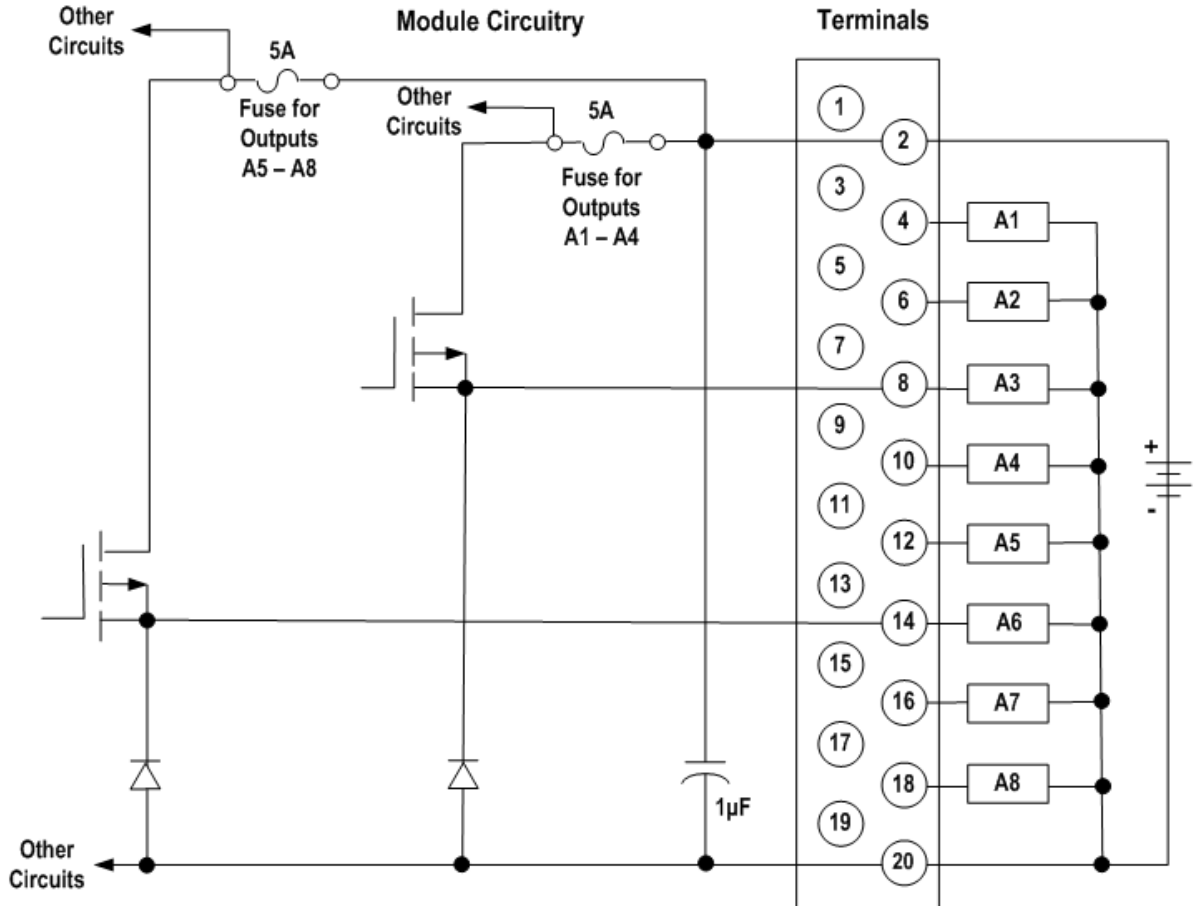 Other
Circuits
Module Circuitry
Terminals
5A
Fuse for
Outputs
A5 – A8
Other
Circuits
5A
Fuse for
Outputs
A1 – A4
1
2
3
4
A1
5
6
A2
7
8
A3
9
10
A4
+
-
11
12
A5
13
14
A6
15
16
A7
17
18
A8
1µF
19
20
Other
Circuits